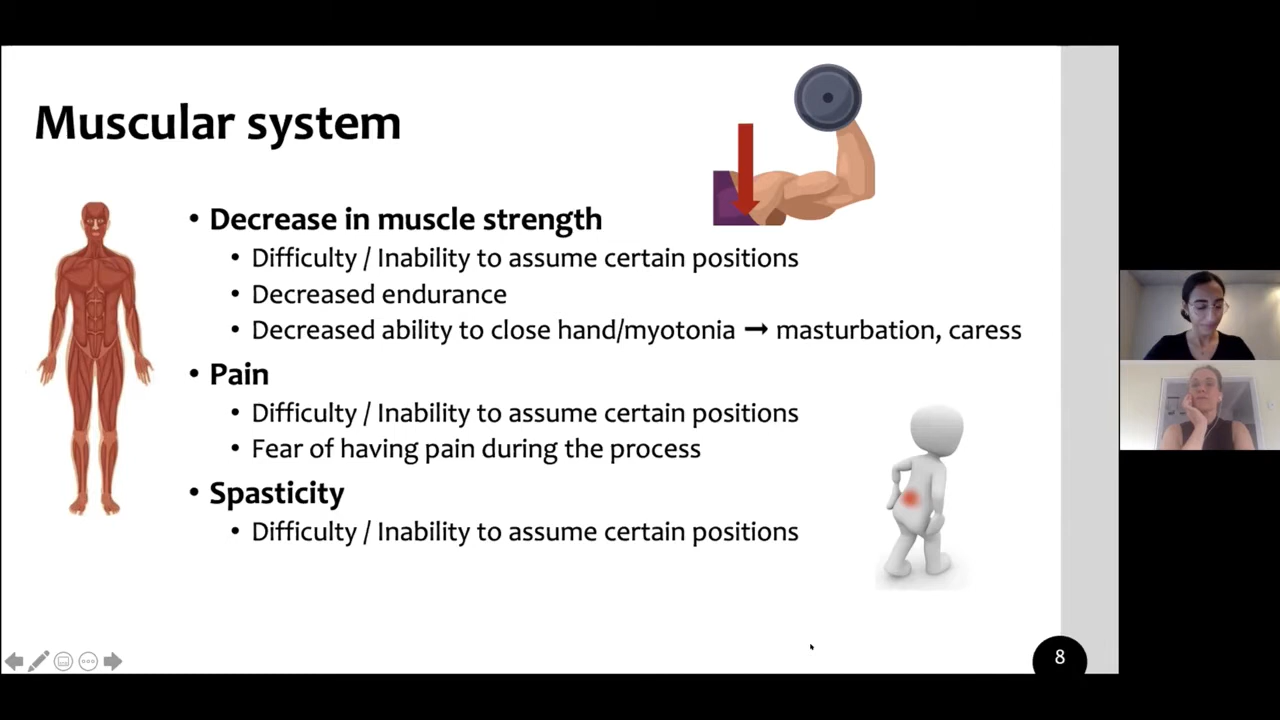 Muscular system
• Decrease in muscle strength
• Difficulty / Inability to assume certain positions
• Decreased endurance
• Decreased ability to close hand/myotonia → masturbation, caress
• Pain
• Difficulty / Inability to assume certain positions
• Fear of having pain during the process
• Spasticity
• Difficulty / Inability to assume certain positions
8